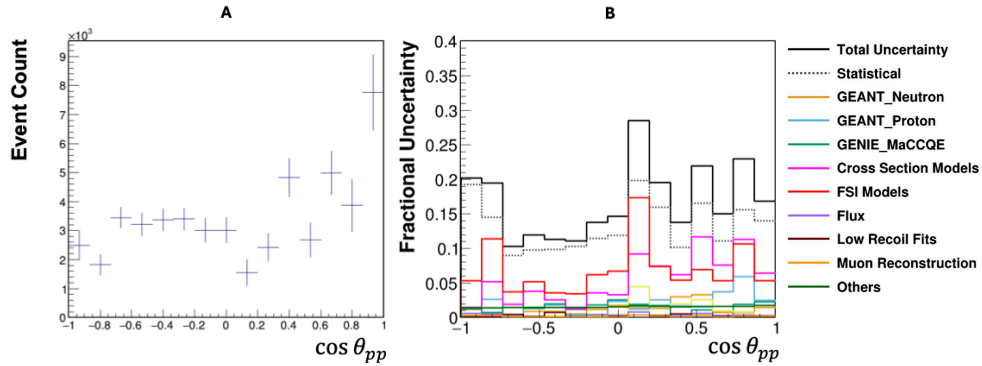 A
B
×10³
Event Count
9
8
7
6
5
4
3
2
1
0
−1 −0.8 −0.6 −0.4 −0.2 0 0.2 0.4 0.6 0.8 1
cos θpp
Fractional Uncertainty
0.4
0.35
0.3
0.25
0.2
0.15
0.1
0.05
0
−1 −0.5 0 0.5 1
cos θpp
Total Uncertainty
Statistical
GEANT_Neutron
GEANT_Proton
GENIE_MaCCQE
Cross Section Models
FSI Models
Flux
Low Recoil Fits
Muon Reconstruction
Others